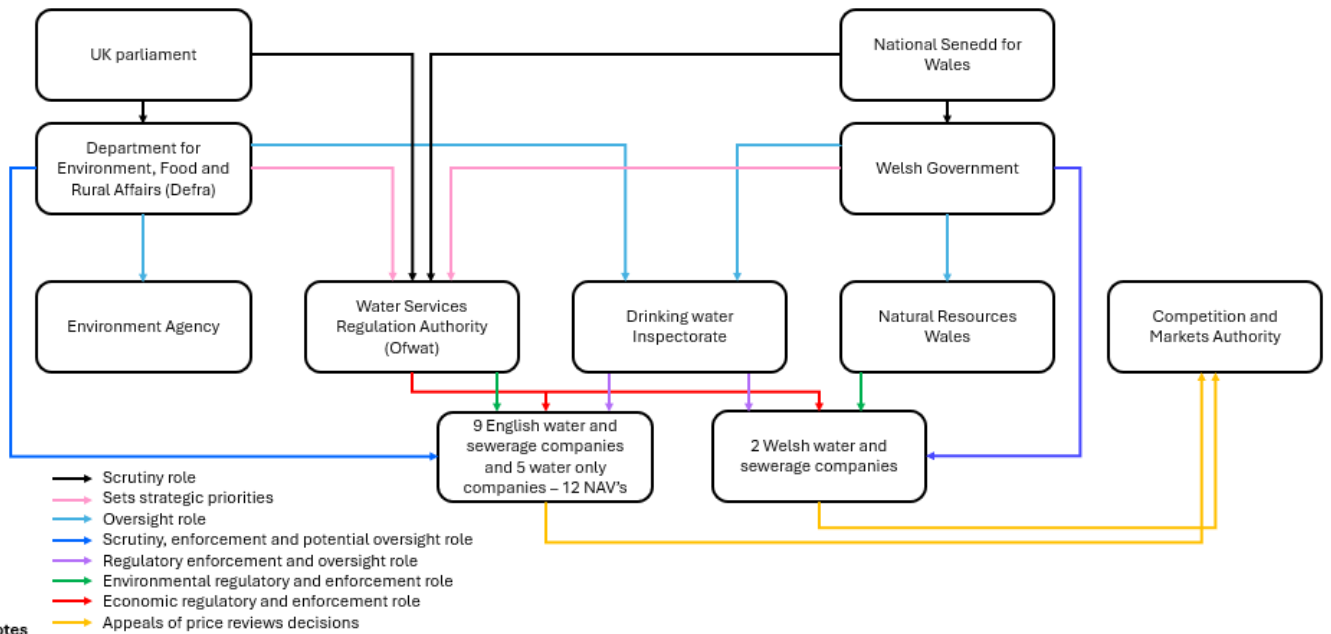 UK parliament
National Senedd for
Wales
Department for
Environment, Food and
Rural Affairs (Defra)
Welsh Government
Environment Agency
Water Services
Regulation Authority
(Ofwat)
Drinking water
Inspectorate
Natural Resources
Wales
Competition and
Markets Authority
9 English water and
sewerage companies
and 5 water only
companies – 12 NAV's
2 Welsh water and
sewerage companies
Scrutiny role
Sets strategic priorities
Oversight role
Scrutiny, enforcement and potential oversight role
Regulatory enforcement and oversight role
Environmental regulatory and enforcement role
Economic regulatory and enforcement role
Appeals of price reviews decisions
otes